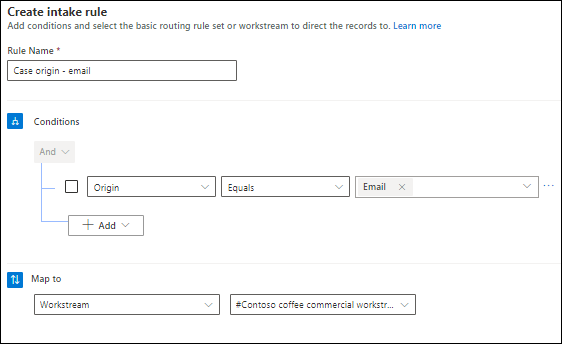 Create intake rule
Add conditions and select the basic routing rule set or workstream to direct the records to. Learn more
Rule Name *
Case origin - email
Conditions
And
Origin Equals Email
Add
Map to
Workstream #Contoso coffee commercial workstr...